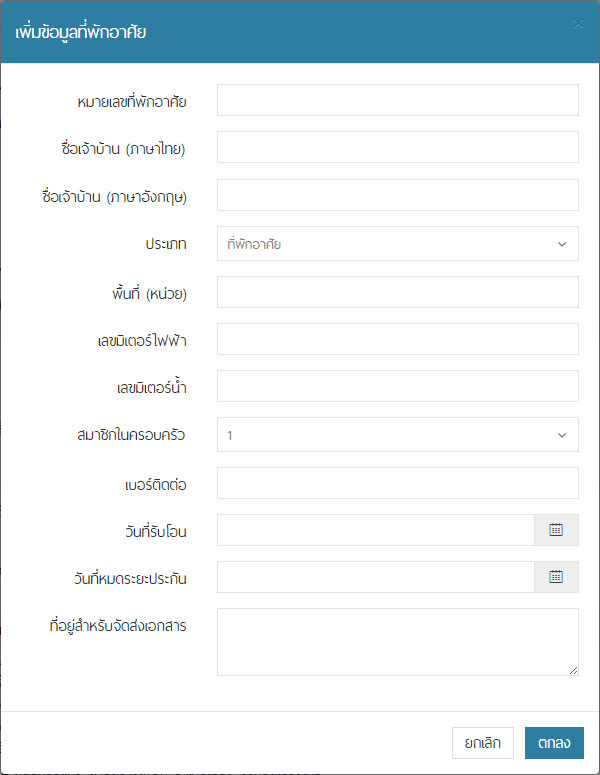 เพิ่มข้อมูลที่พักอาศัย
หมายเลขที่พักอาศัย
ชื่อเจ้าบ้าน (ภาษาไทย)
ชื่อเจ้าบ้าน (ภาษาอังกฤษ)
ประเภท ที่พักอาศัย
พื้นที่ (หน่วย)
เลขมิเตอร์ไฟฟ้า
เลขมิเตอร์น้ำ
สมาชิกในครอบครัว 1
เบอร์ติดต่อ
วันที่รับโอน
วันที่หมดระยะประกัน
ที่อยู่สำหรับจัดส่งเอกสาร
ยกเลิก ตกลง